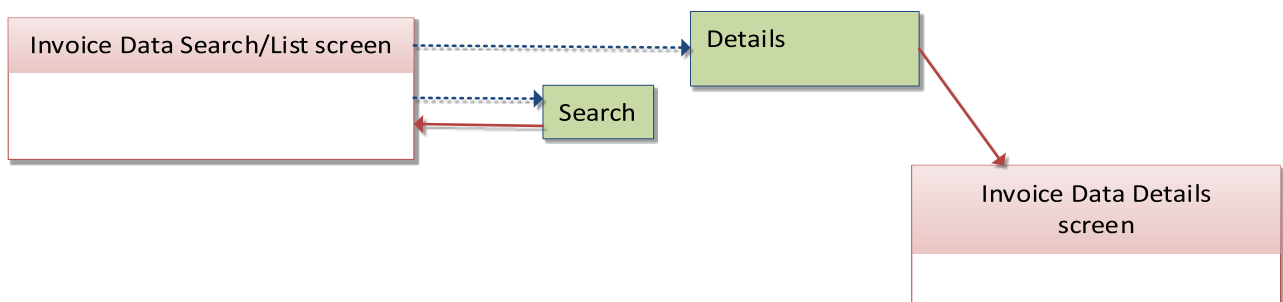 Invoice Data Search/List screen
Details
Search
Invoice Data Details
screen